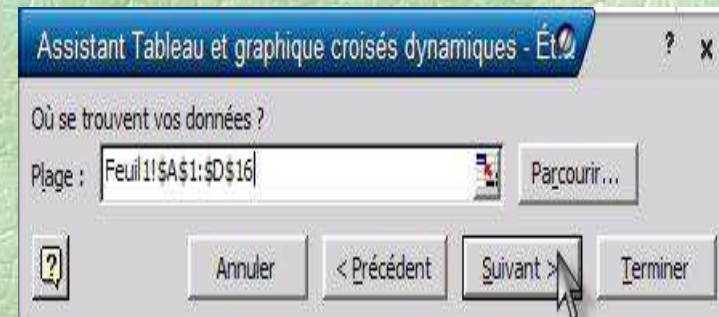 Assistant Tableau et graphique croisés dynamiques - Ét
? x
Où se trouvent vos données ?
Plage : Feuil1!$A$1:$D$16
Parcourir...
?
Annuler
< Précédent
Suivant >
Terminer